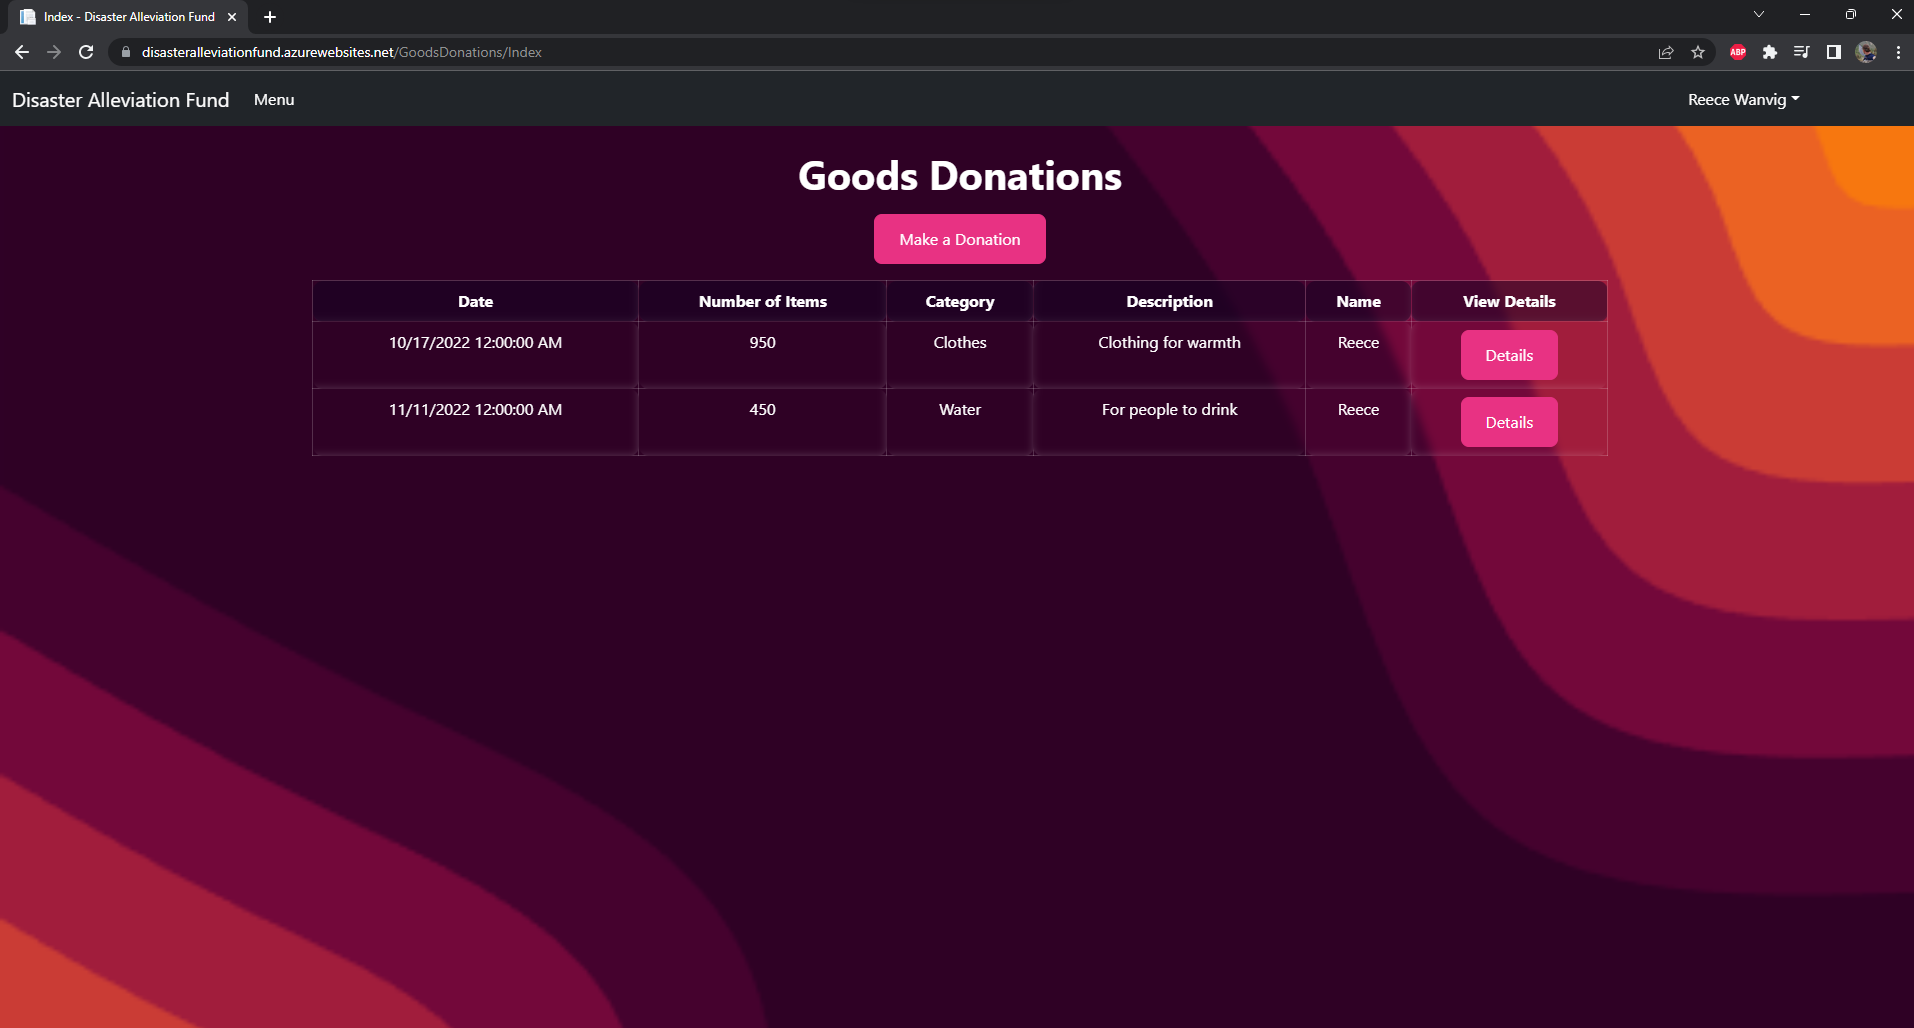 Index - Disaster Alleviation Fund
disasteralleviationfund.azurewebsites.net/GoodsDonations/Index
ABP
Disaster Alleviation Fund Menu Reece Wanvig
Goods Donations
Make a Donation
Date Number of Items Category Description Name View Details
10/17/2022 12:00:00 AM 950 Clothes Clothing for warmth Reece Details
11/11/2022 12:00:00 AM 450 Water For people to drink Reece Details